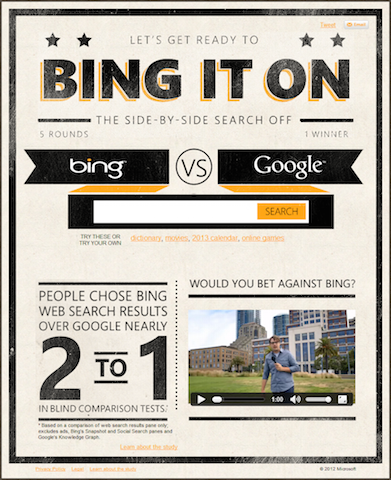 Tweet
LET'S GET READY TO
BING IT ON
THE SIDE-BY-SIDE SEARCH OFF
5 ROUNDS
1 WINNER
bing™
VS
Google™
SEARCH
TRY THESE OR
TRY YOUR OWN
dictionary, movies, 2013 calendar, online games
PEOPLE CHOSE BING
WEB SEARCH RESULTS
OVER GOOGLE NEARLY
2 TO 1
IN BLIND COMPARISON TESTS.*
* Based on a comparison of web search results pane only;
excludes ads, Bing's Snapshot and Social Search panes and
Google's Knowledge Graph.
Learn about the study
WOULD YOU BET AGAINST BING?
1:00
Privacy Policy Legal Learn about the study
© 2012 Microsoft